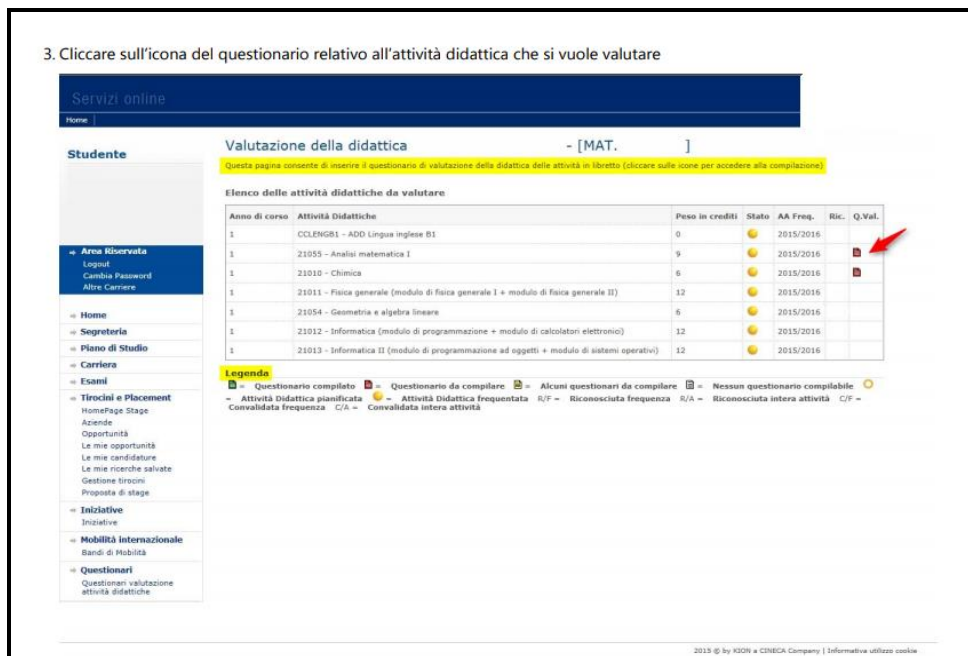 3. Cliccare sull'icona del questionario relativo all'attività didattica che si vuole valutare
Servizi online
Home
Studente
Area Riservata
Logout
Cambia Password
Altre Carriere
Home
Segreteria
Piano di Studio
Carriera
Esami
Tirocini e Placement
HomePage Stage
Aziende
Opportunità
Le mie opportunità
Le mie candidature
Le mie ricerche salvate
Gestione tirocini
Proposta di stage
Iniziative
Iniziative
Mobilità internazionale
Bandi di Mobilità
Questionari
Questionari valutazione
attività didattiche
Valutazione della didattica - [MAT. ]
Questa pagina consente di inserire il questionario di valutazione della didattica delle attività in libretto (cliccare sulle icone per accedere alla compilazione)
Elenco delle attività didattiche da valutare
Anno di corso Attività Didattiche Peso in crediti Stato AA Freq. Ric. Q.Val.
1 CCLENGB1 - ADD Lingua inglese B1 0 2015/2016
1 21055 - Analisi matematica I 9 2015/2016
1 21010 - Chimica 6 2015/2016
1 21011 - Fisica generale (modulo di fisica generale I + modulo di fisica generale II) 12 2015/2016
1 21054 - Geometria e algebra lineare 6 2015/2016
1 21012 - Informatica (modulo di programmazione + modulo di calcolatori elettronici) 12 2015/2016
1 21013 - Informatica II (modulo di programmazione ad oggetti + modulo di sistemi operativi) 12 2015/2016
Legenda
= Questionario compilato = Questionario da compilare = Alcuni questionari da compilare = Nessun questionario compilabile
= Attività Didattica pianificata = Attività Didattica frequentata R/F = Riconosciuta frequenza R/A = Riconosciuta intera attività C/F =
Convalidata frequenza C/A = Convalidata intera attività
2015 © by KION a CINECA Company | Informativa utilizzo cookie